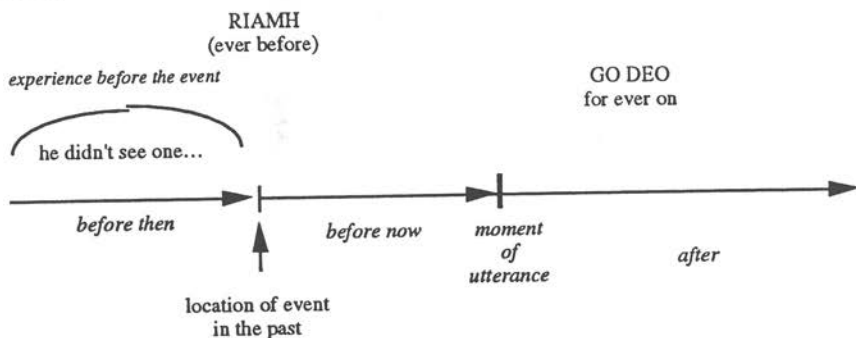 RIAMH
(ever before)
GO DEO
for ever on
experience before the event
he didn't see one...
before then
before now
moment
of
utterance
after
location of event
in the past